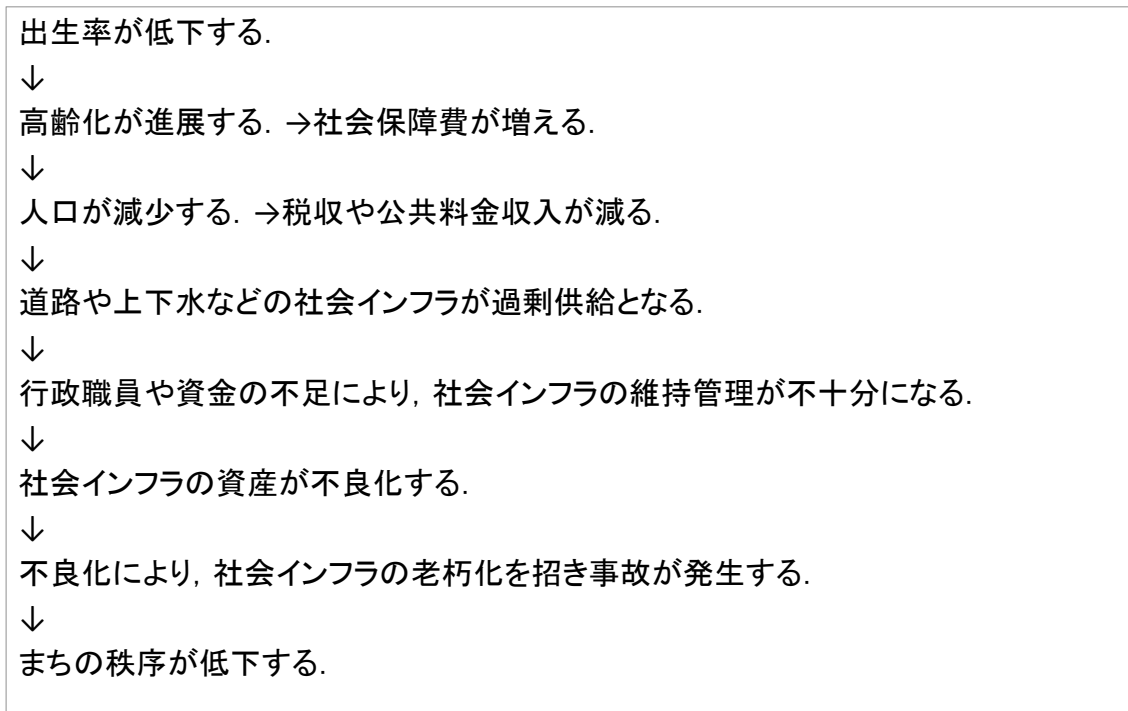 出生率が低下する.
↓
高齢化が進展する. →社会保障費が増える.
↓
人口が減少する. →税収や公共料金収入が減る.
↓
道路や上下水などの社会インフラが過剰供給となる.
↓
行政職員や資金の不足により, 社会インフラの維持管理が不十分になる.
↓
社会インフラの資産が不良化する.
↓
不良化により, 社会インフラの老朽化を招き事故が発生する.
↓
まちの秩序が低下する.